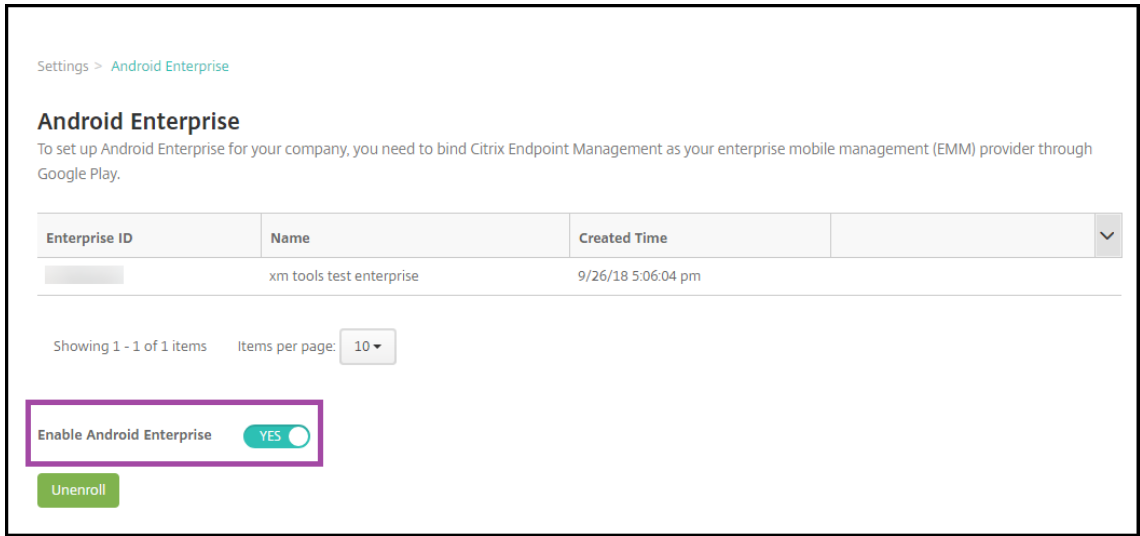 Settings > Android Enterprise
Android Enterprise
To set up Android Enterprise for your company, you need to bind Citrix Endpoint Management as your enterprise mobile management (EMM) provider through
Google Play.
Enterprise ID Name Created Time
xm tools test enterprise 9/26/18 5:06:04 pm
Showing 1 - 1 of 1 items Items per page: 10
Enable Android Enterprise YES
Unenroll